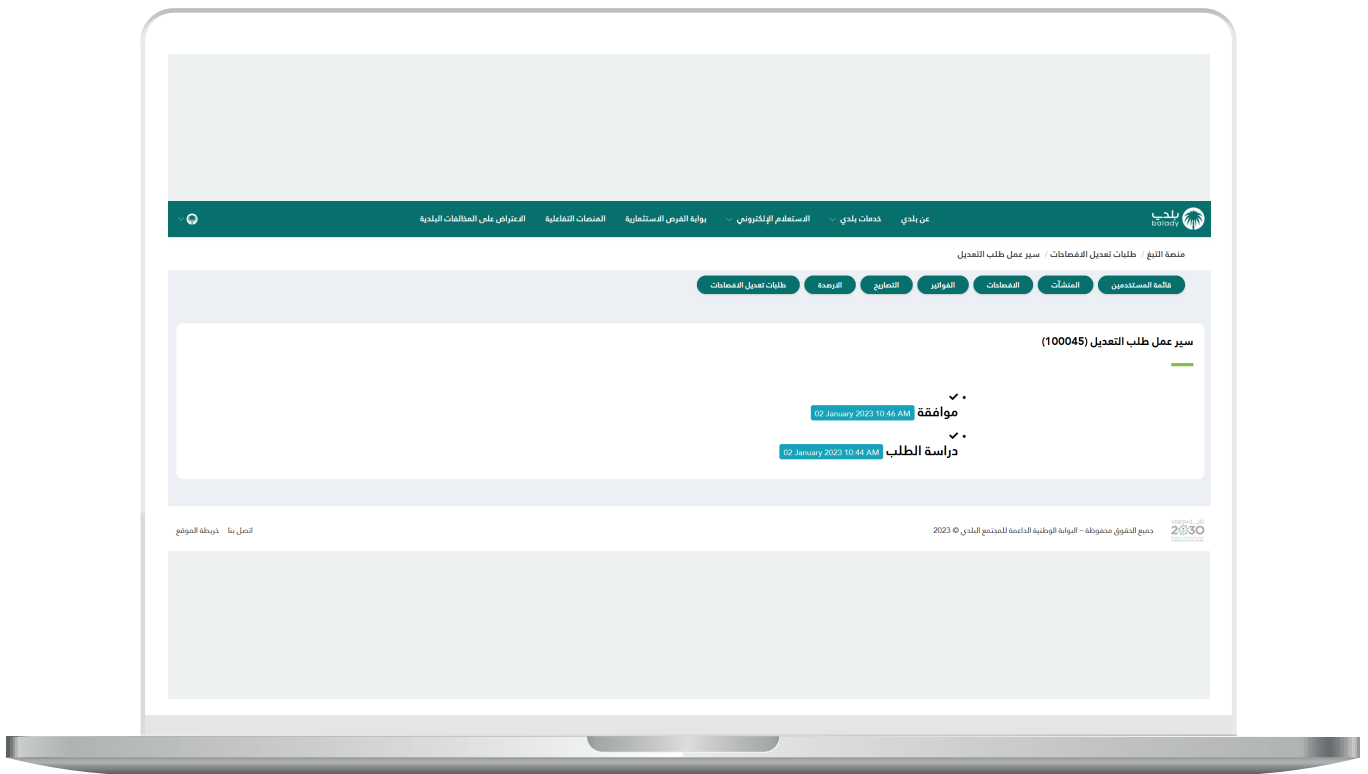 بلدي
balady
عن بلدي خدمات بلدي الاستعلام الإلكتروني بوابة الفرص الاستثمارية المنصات التفاعلية الاعتراض على المخالفات البلدية
منصة التبغ / طلبات تعديل الافصاحات / سير عمل طلب التعديل
قائمة المستخدمين المنشآت الافصاحات الفواتير التصاريح الارصدة طلبات تعديل الافصاحات
سير عمل طلب التعديل (100045)
موافقة 02 January 2023 10:46 AM
دراسة الطلب 02 January 2023 10:44 AM
VISION رؤيــة
2030
جميع الحقوق محفوظة – البوابة الوطنية الداعمة للمجتمع البلدي © 2023
اتصل بنا خريطة الموقع